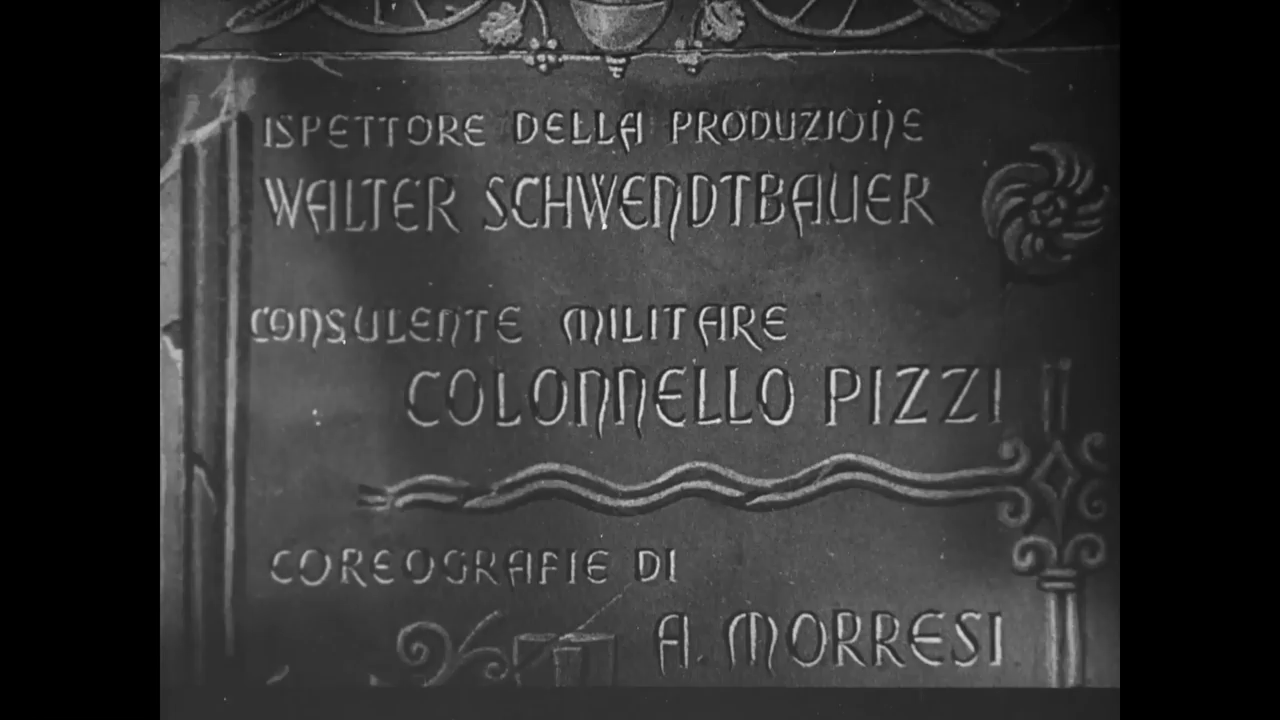 ISPETTORE DELLA PRODUZIONE
WALTER SCHWENDTBAUER
CONSULENTE MILITARE
COLONNELLO PIZZI
COREOGRAFIE DI
A. MORRESI